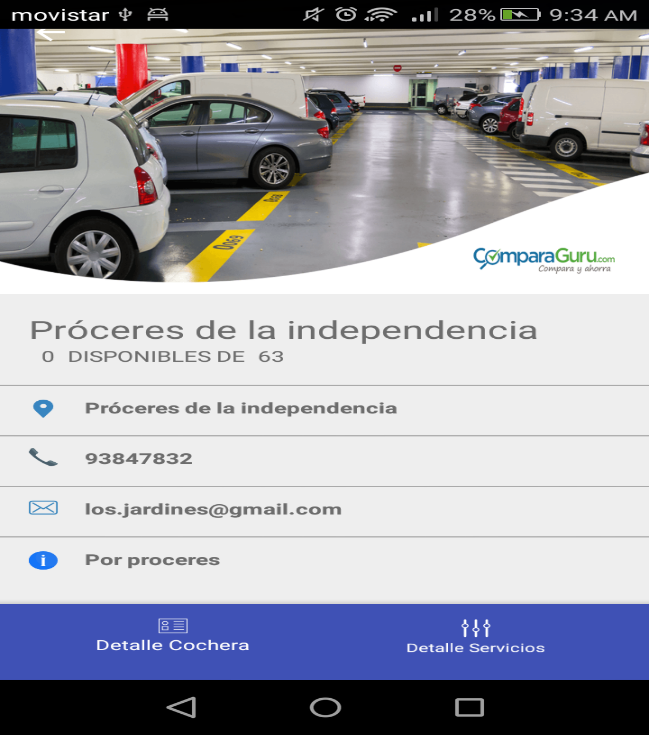 movistar 28% 9:34 AM
ComparaGuru.com
Compara y ahorra
Próceres de la independencia
0 DISPONIBLES DE 63
Próceres de la independencia
93847832
los.jardines@gmail.com
i Por proceres
Detalle Cochera
Detalle Servicios